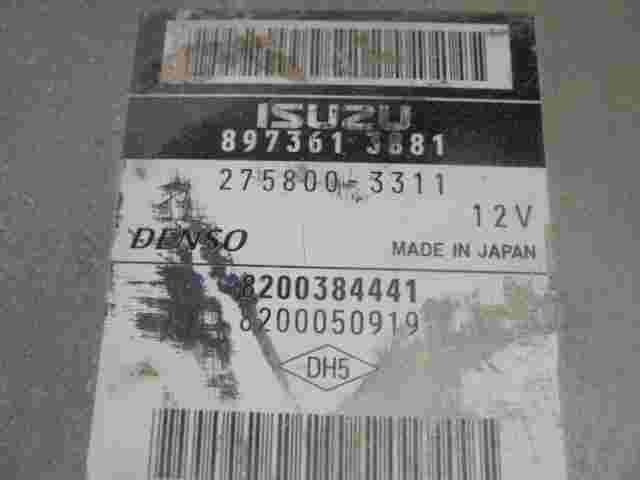 ISUZU
897361 3881
275800-3311
12V
DENSO
MADE IN JAPAN
8200384441
8200050919
DH5